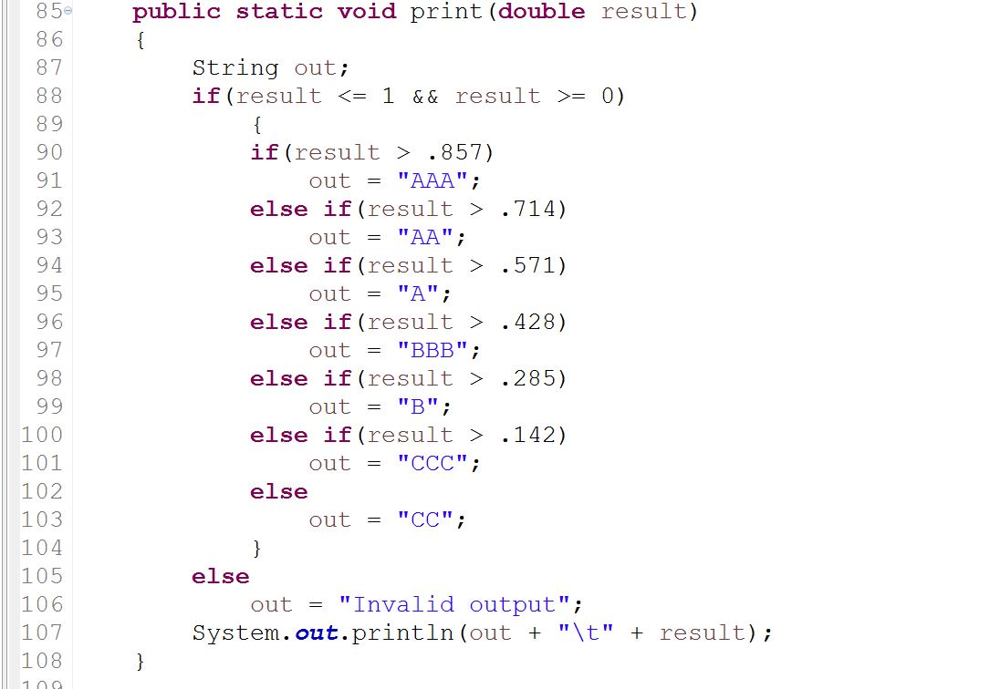 85 public static void print(double result)
86 {
87 String out;
88 if(result <= 1 && result >= 0)
89 {
90 if(result > .857)
91 out = "AAA";
92 else if(result > .714)
93 out = "AA";
94 else if(result > .571)
95 out = "A";
96 else if(result > .428)
97 out = "BBB";
98 else if(result > .285)
99 out = "B";
100 else if(result > .142)
101 out = "CCC";
102 else
103 out = "CC";
104 }
105 else
106 out = "Invalid output";
107 System.out.println(out + "\t" + result);
108 }
109